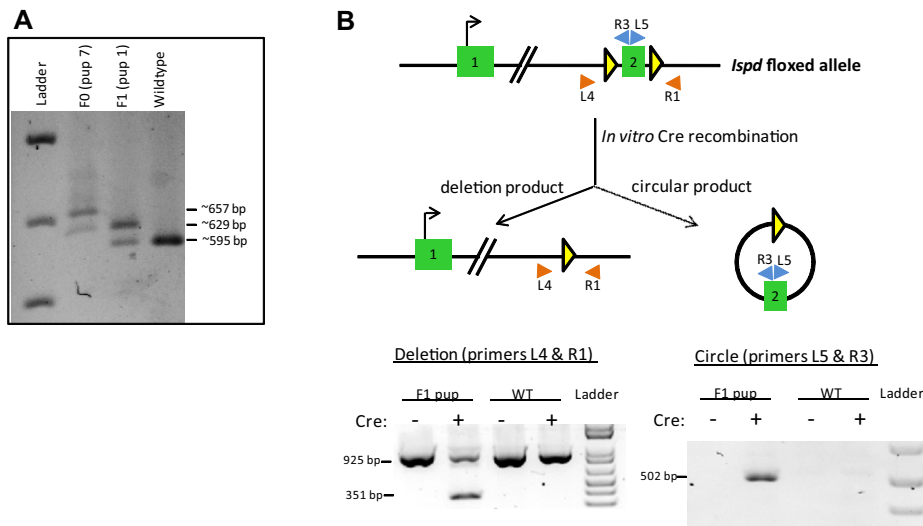 A
Ladder
F0 (pup 7)
F1 (pup 1)
Wildtype
~657 bp
~629 bp
~595 bp
B
R3 L5
1
2
L4
R1
Ispd floxed allele
In vitro Cre recombination
deletion product
circular product
1
L4
R1
R3 L5
2
Deletion (primers L4 & R1)
F1 pup
WT
Ladder
Cre:
- + - +
925 bp
351 bp
Circle (primers L5 & R3)
F1 pup
WT
Ladder
Cre:
- + - +
502 bp